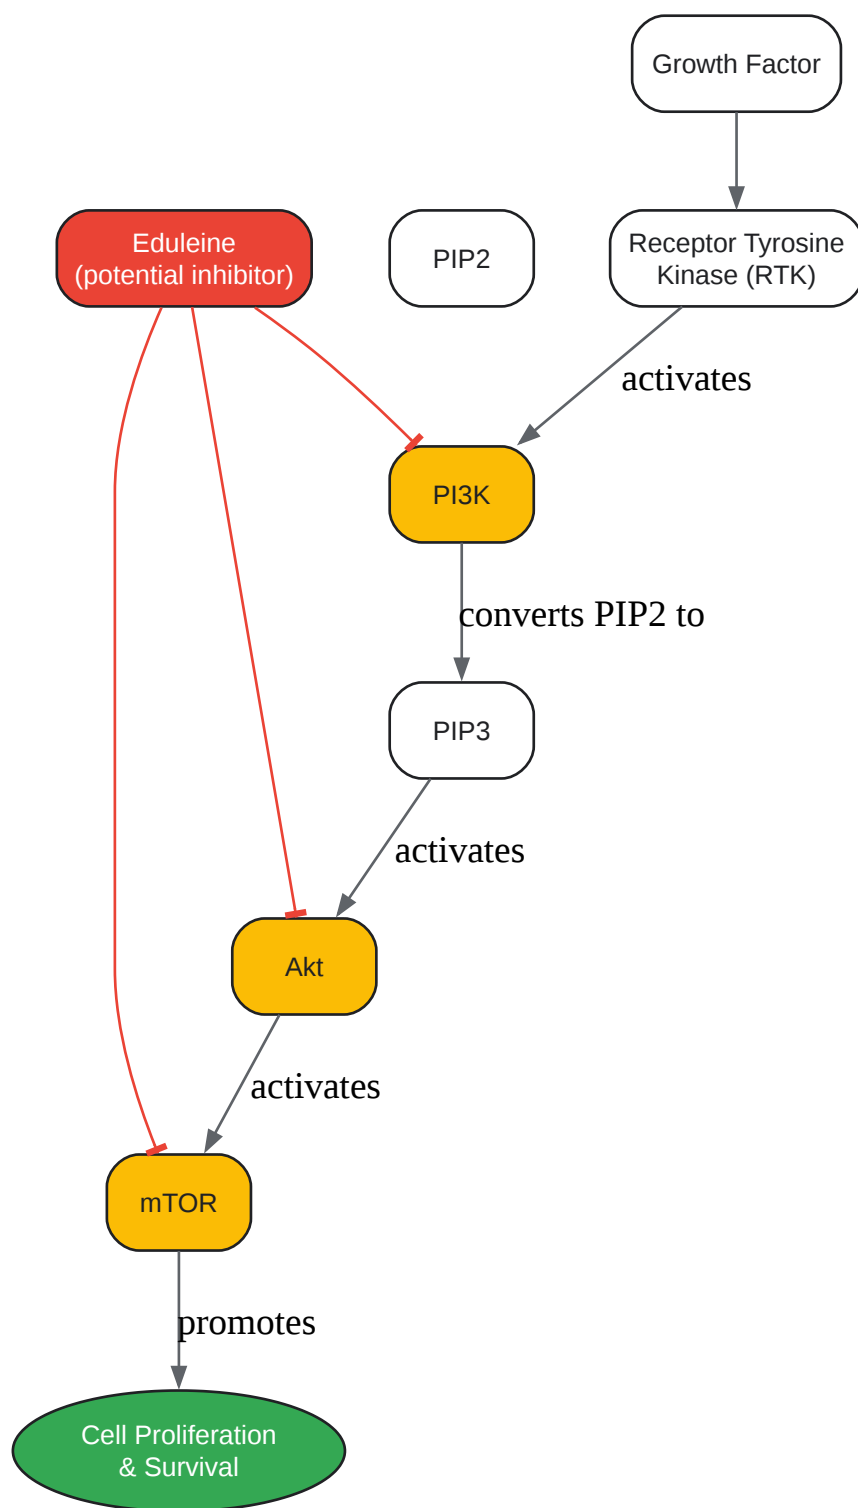 Growth Factor
Eduleine
(potential inhibitor)
PIP2
Receptor Tyrosine
Kinase (RTK)
activates
PI3K
converts PIP2 to
PIP3
activates
Akt
activates
mTOR
promotes
Cell Proliferation
& Survival